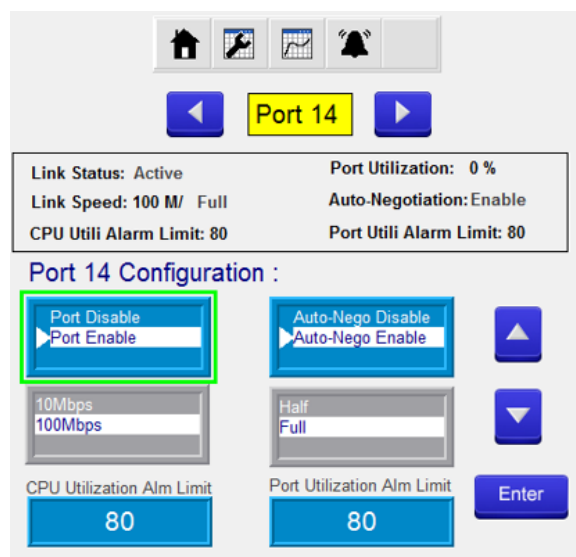 Port 14
Link Status: Active
Port Utilization: 0 %
Link Speed: 100 M/ Full
Auto-Negotiation: Enable
CPU Utili Alarm Limit: 80
Port Utili Alarm Limit: 80
Port 14 Configuration :
Port Disable
Port Enable
Auto-Nego Disable
Auto-Nego Enable
10Mbps
100Mbps
Half
Full
CPU Utilization Alm Limit
80
Port Utilization Alm Limit
80
Enter